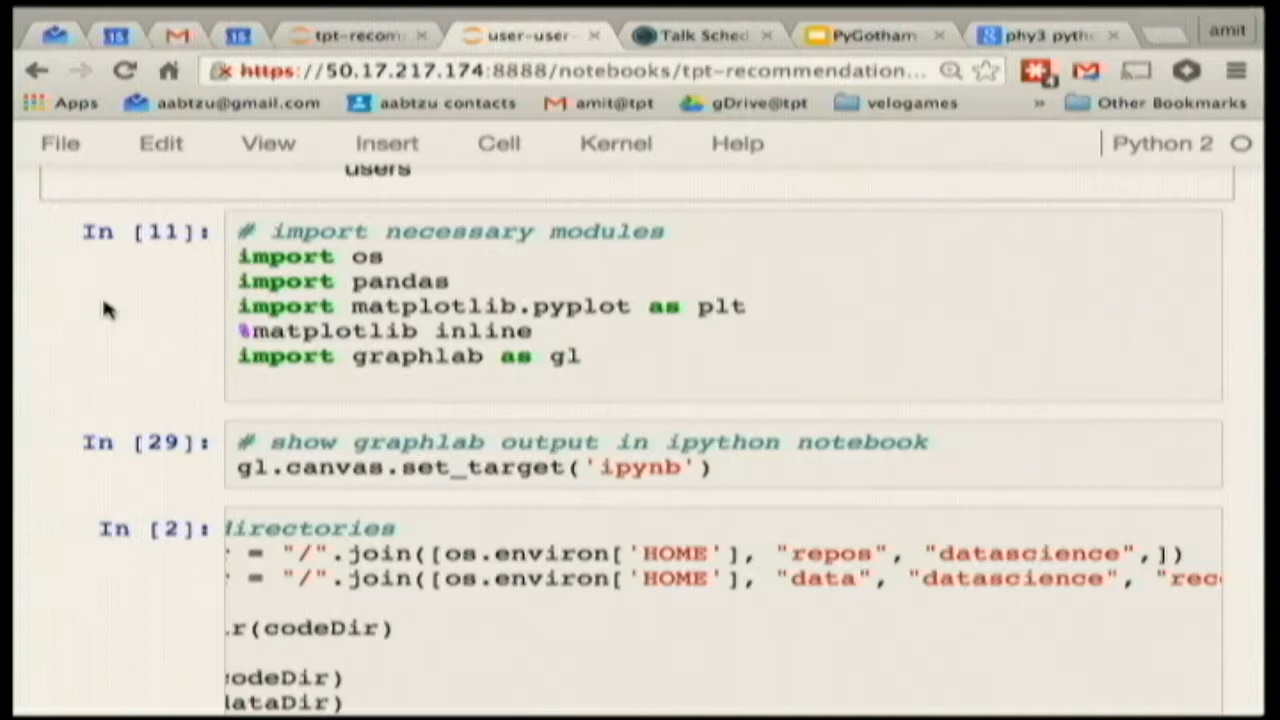 tpt-recom
user-user-
Talk Sched
PyGotham
phy3 pyth
amit
https://50.17.217.174:8888/notebooks/tpt-recommendation...
Apps
aabtzu@gmail.com
aabtzu contacts
amit@tpt
gDrive@tpt
velogames
»
Other Bookmarks
File Edit View Insert Cell Kernel Help
Python 2
users
In [11]:
# import necessary modules
import os
import pandas
import matplotlib.pyplot as plt
%matplotlib inline
import graphlab as gl
In [29]:
# show graphlab output in ipython notebook
gl.canvas.set_target('ipynb')
In [2]:
directories
r = "/".join([os.environ['HOME'], "repos", "datascience",])
r = "/".join([os.environ['HOME'], "data", "datascience", "rec
.r(codeDir)
codeDir)
dataDir)